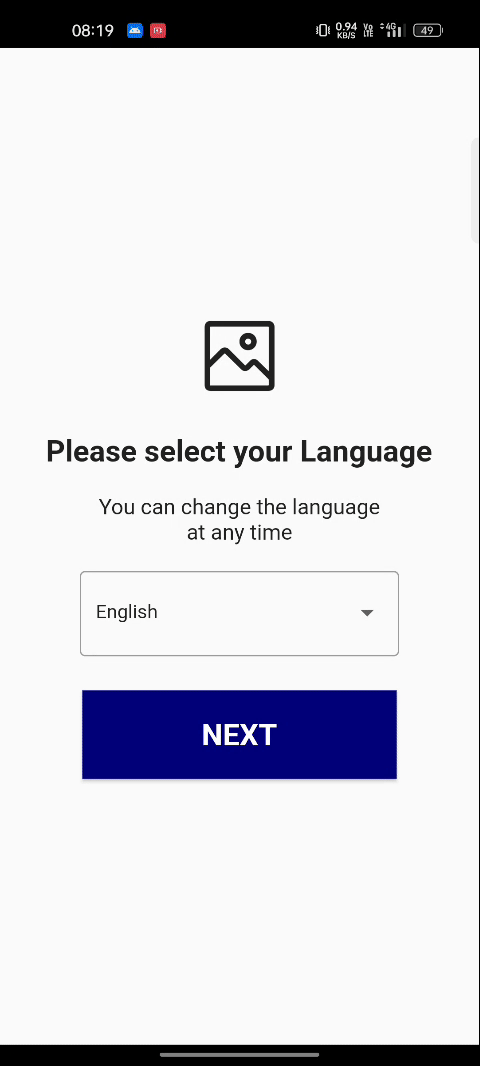 08:19
0.94
KB/S
Vo
LTE
4G
49
Please select your Language
You can change the language
at any time
English
NEXT